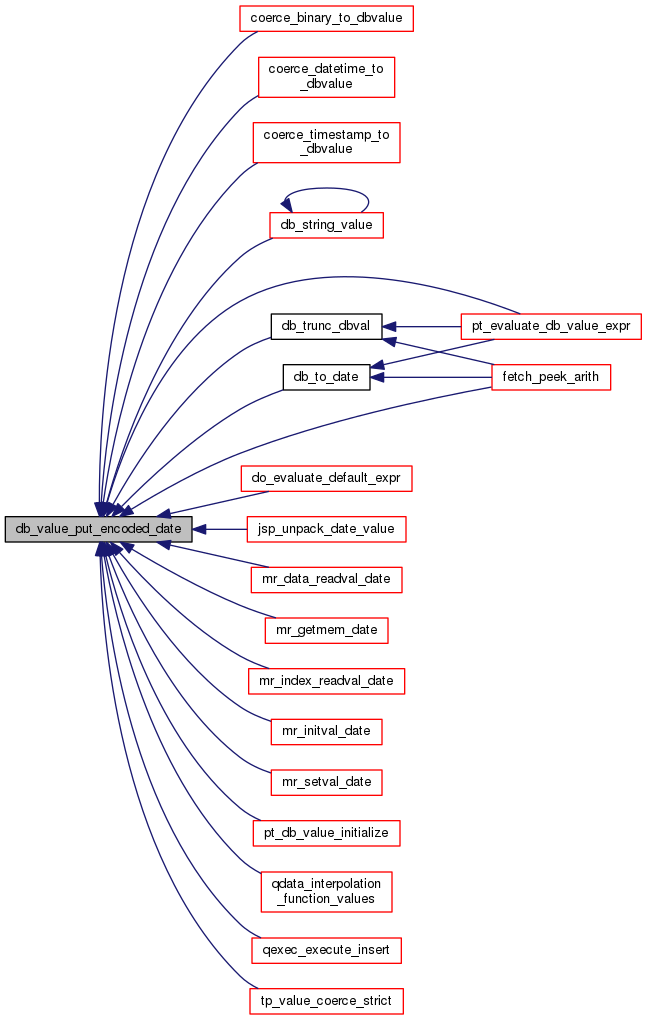 coerce_binary_to_dbvalue
coerce_datetime_to
_dbvalue
coerce_timestamp_to
_dbvalue
db_string_value
db_trunc_dbval
pt_evaluate_db_value_expr
db_to_date
fetch_peek_arith
do_evaluate_default_expr
db_value_put_encoded_date
jsp_unpack_date_value
mr_data_readval_date
mr_getmem_date
mr_index_readval_date
mr_initval_date
mr_setval_date
pt_db_value_initialize
qdata_interpolation
_function_values
qexec_execute_insert
tp_value_coerce_strict